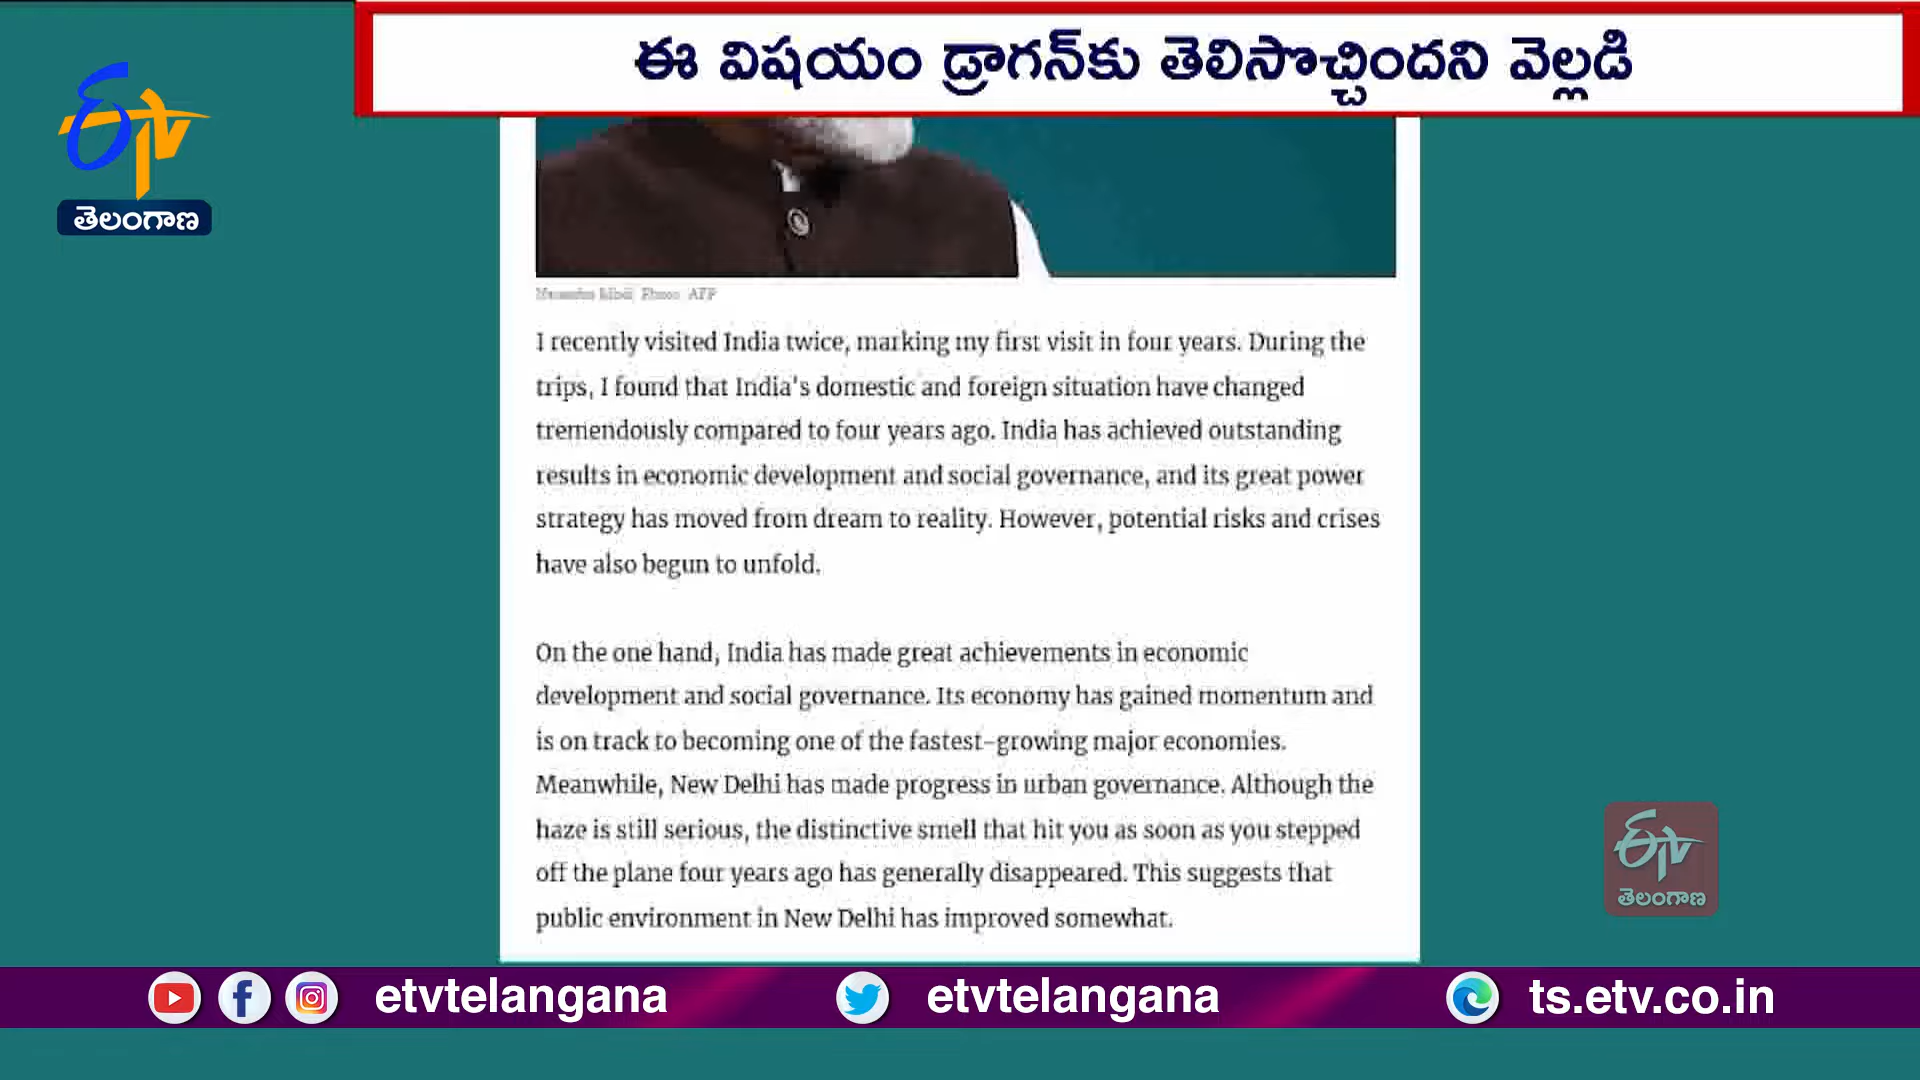 ఈ విషయం డ్రాగన్‌కు తెలిసొచ్చిందని వెల్లడి
ETV
తెలంగాణ
Narendra Modi Photo: AFP
I recently visited India twice, marking my first visit in four years. During the
trips, I found that India's domestic and foreign situation have changed
tremendously compared to four years ago. India has achieved outstanding
results in economic development and social governance, and its great power
strategy has moved from dream to reality. However, potential risks and crises
have also begun to unfold.
On the one hand, India has made great achievements in economic
development and social governance. Its economy has gained momentum and
is on track to becoming one of the fastest-growing major economies.
Meanwhile, New Delhi has made progress in urban governance. Although the
haze is still serious, the distinctive smell that hit you as soon as you stepped
off the plane four years ago has generally disappeared. This suggests that
public environment in New Delhi has improved somewhat.
ETV
తెలంగాణ
etvtelangana
etvtelangana
ts.etv.co.in